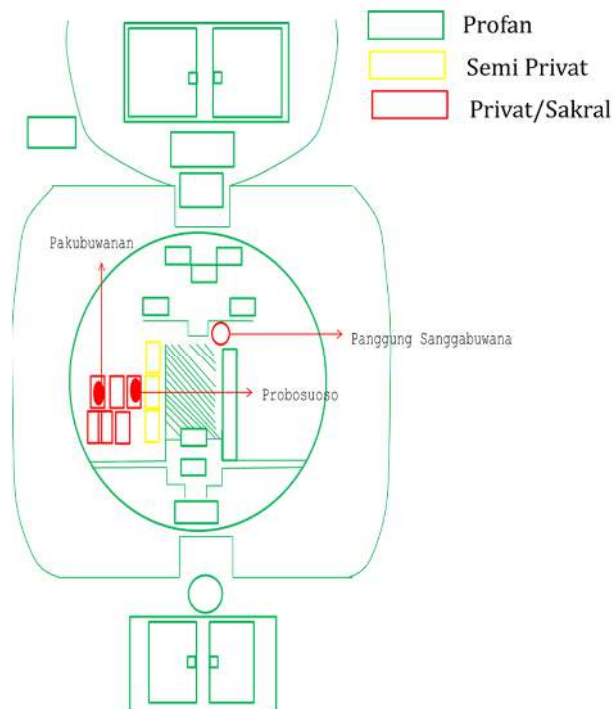 Profan
Semi Privat
Privat/Sakral
Pakubuwanan
Panggung Sanggabuwana
Probosuoso